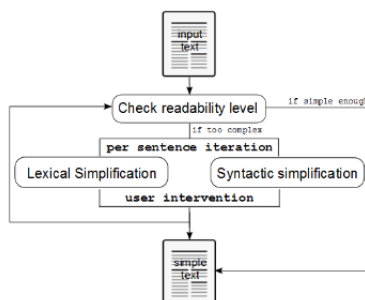 input
text
Check readability level
if simple enough
if too complex
per sentence iteration
Lexical Simplification
Syntactic simplification
user intervention
simple
text